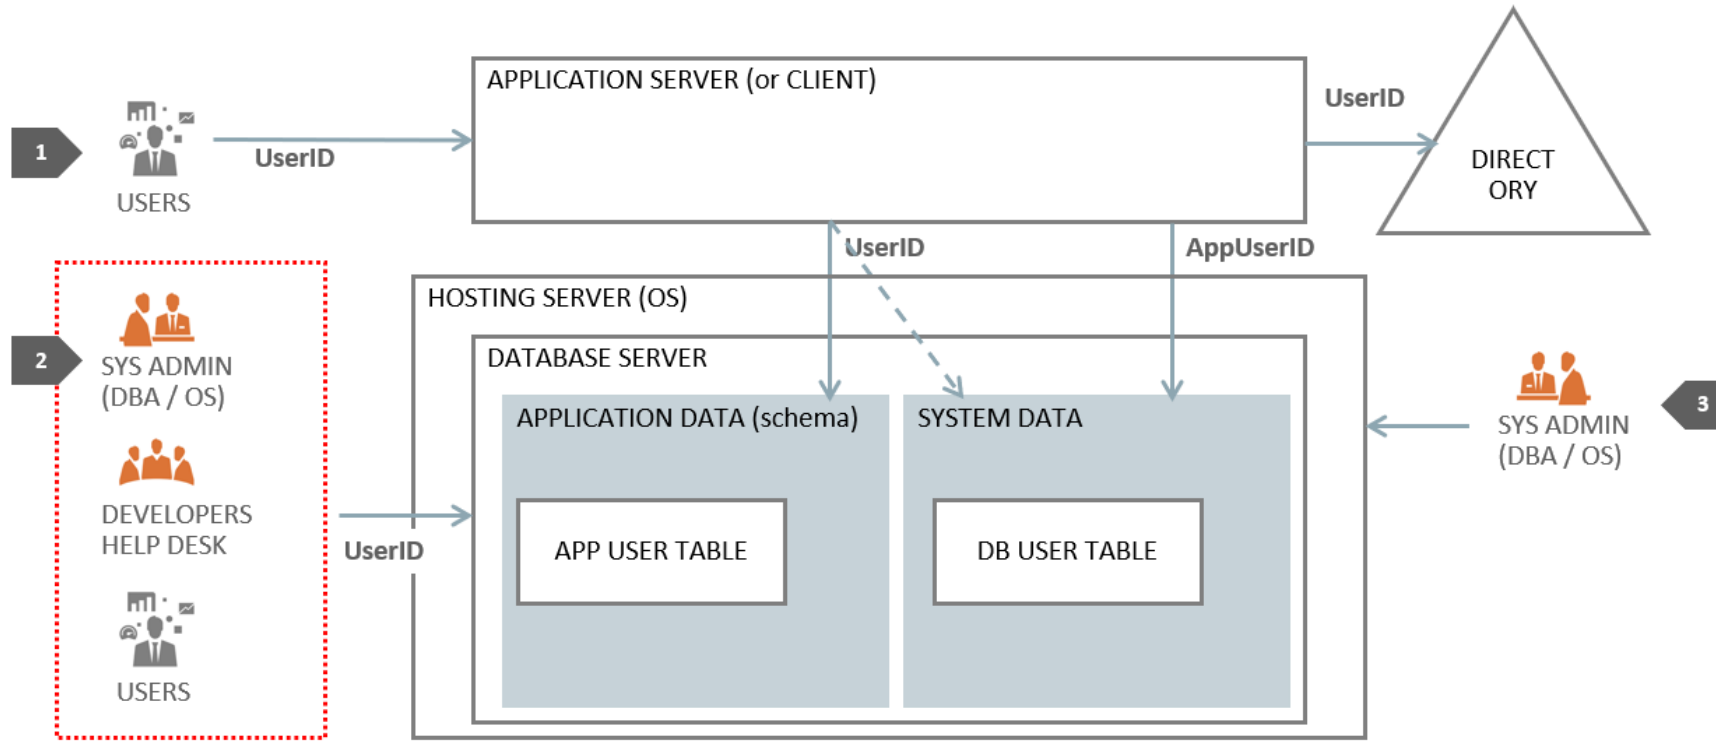 APPLICATION SERVER (or CLIENT)
UserID
DIRECT
ORY
1
UserID
USERS
UserID
AppUserID
HOSTING SERVER (OS)
DATABASE SERVER
2
SYS ADMIN
(DBA / OS)
APPLICATION DATA (schema)
SYSTEM DATA
3
SYS ADMIN
(DBA / OS)
DEVELOPERS
HELP DESK
UserID
APP USER TABLE
DB USER TABLE
USERS